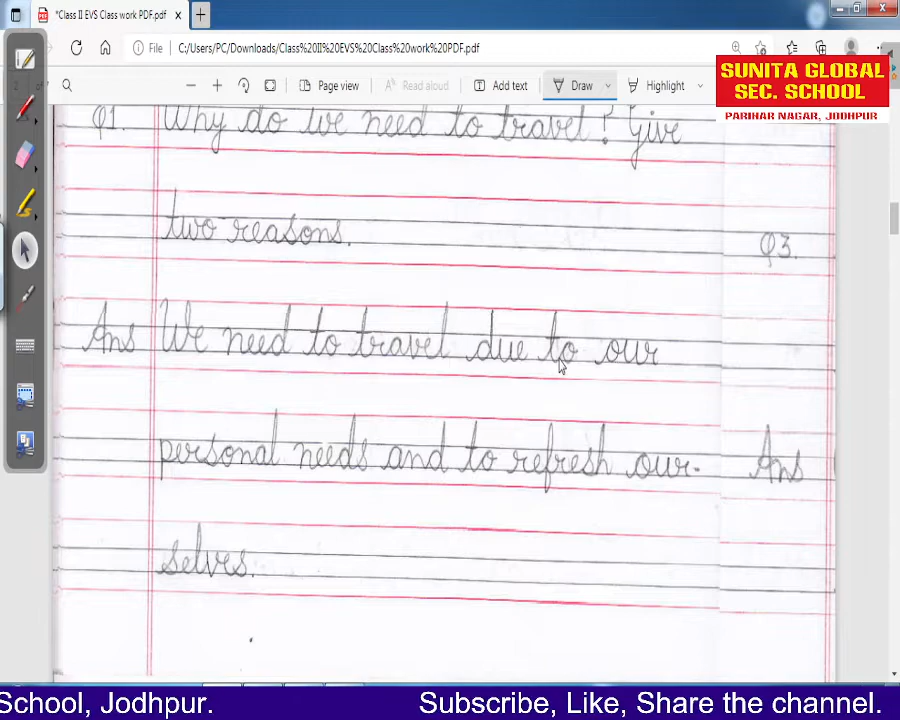 *Class II EVS Class work PDF.pdf
File C:/Users/PC/Downloads/Class%20II%20EVS%20Class%20work%20PDF.pdf
Page view Read aloud Add text Draw Highlight
SUNITA GLOBAL
SEC. SCHOOL
PARIHAR NAGAR, JODHPUR
Q1. Why do we need to travel? Give
two reasons.
Q3.
Ans We need to travel due to our
personal needs and to refresh our-
Ans
selves.
School, Jodhpur. Subscribe, Like, Share the channel.